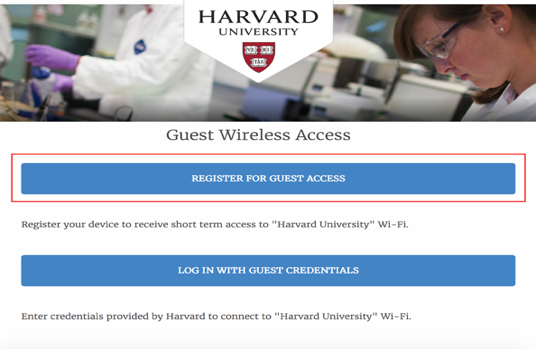 HARVARD
UNIVERSITY
VE RI TAS
Guest Wireless Access
REGISTER FOR GUEST ACCESS
Register your device to receive short term access to "Harvard University" Wi-Fi.
LOG IN WITH GUEST CREDENTIALS
Enter credentials provided by Harvard to connect to "Harvard University" Wi-Fi.